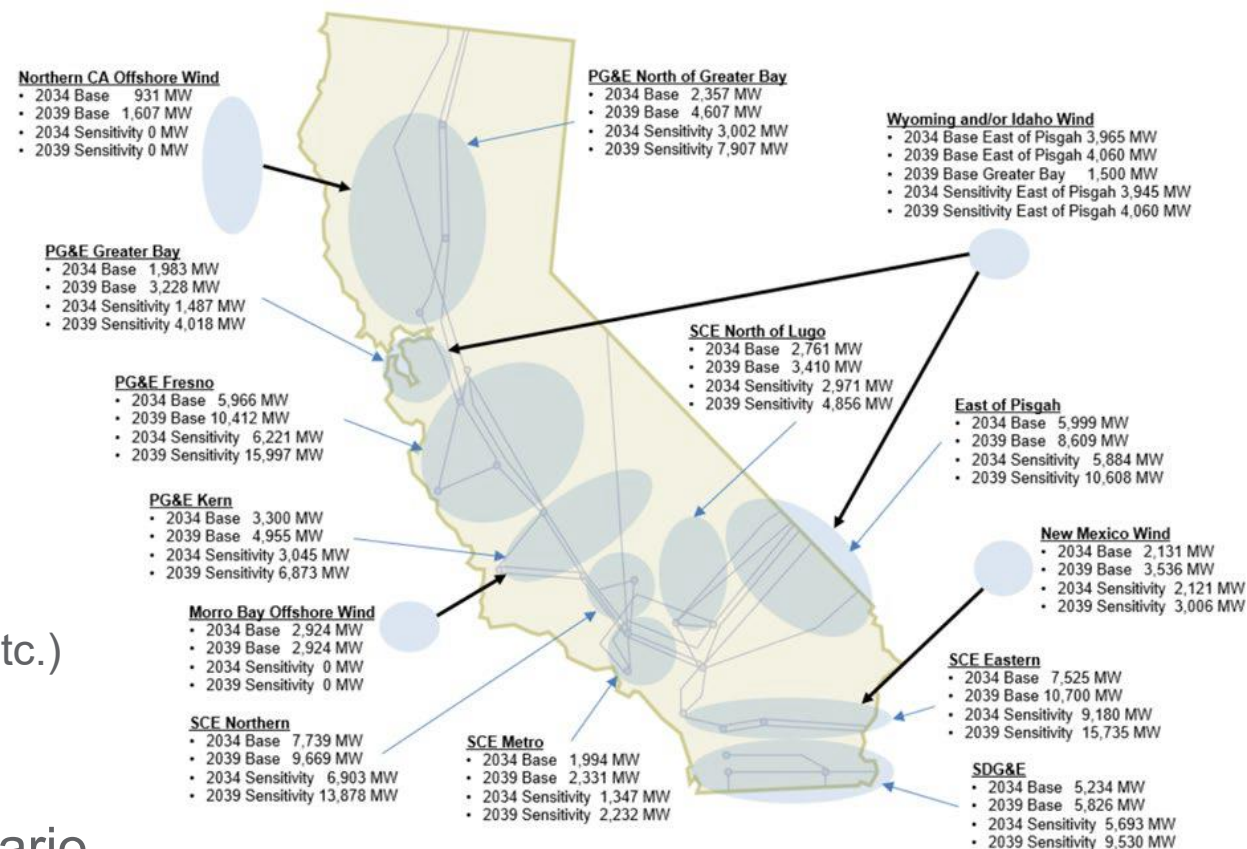 Northern CA Offshore Wind
• 2034 Base 931 MW
• 2039 Base 1,607 MW
• 2034 Sensitivity 0 MW
• 2039 Sensitivity 0 MW
PG&E North of Greater Bay
• 2034 Base 2,357 MW
• 2039 Base 4,607 MW
• 2034 Sensitivity 3,002 MW
• 2039 Sensitivity 7,907 MW
Wyoming and/or Idaho Wind
• 2034 Base East of Pisgah 3,965 MW
• 2039 Base East of Pisgah 4,060 MW
• 2039 Base Greater Bay 1,500 MW
• 2034 Sensitivity East of Pisgah 3,945 MW
• 2039 Sensitivity East of Pisgah 4,060 MW
PG&E Greater Bay
• 2034 Base 1,983 MW
• 2039 Base 3,228 MW
• 2034 Sensitivity 1,487 MW
• 2039 Sensitivity 4,018 MW
SCE North of Lugo
• 2034 Base 2,761 MW
• 2039 Base 3,410 MW
• 2034 Sensitivity 2,971 MW
• 2039 Sensitivity 4,856 MW
PG&E Fresno
• 2034 Base 5,966 MW
• 2039 Base 10,412 MW
• 2034 Sensitivity 6,221 MW
• 2039 Sensitivity 15,997 MW
East of Pisgah
• 2034 Base 5,999 MW
• 2039 Base 8,609 MW
• 2034 Sensitivity 5,884 MW
• 2039 Sensitivity 10,608 MW
PG&E Kern
• 2034 Base 3,300 MW
• 2039 Base 4,955 MW
• 2034 Sensitivity 3,045 MW
• 2039 Sensitivity 6,873 MW
New Mexico Wind
• 2034 Base 2,131 MW
• 2039 Base 3,536 MW
• 2034 Sensitivity 2,121 MW
• 2039 Sensitivity 3,006 MW
Morro Bay Offshore Wind
• 2034 Base 2,924 MW
• 2039 Base 2,924 MW
• 2034 Sensitivity 0 MW
• 2039 Sensitivity 0 MW
tc.)
SCE Eastern
• 2034 Base 7,525 MW
• 2039 Base 10,700 MW
• 2034 Sensitivity 9,180 MW
• 2039 Sensitivity 15,735 MW
SCE Northern
• 2034 Base 7,739 MW
• 2039 Base 9,669 MW
• 2034 Sensitivity 6,903 MW
• 2039 Sensitivity 13,878 MW
SCE Metro
• 2034 Base 1,994 MW
• 2039 Base 2,331 MW
• 2034 Sensitivity 1,347 MW
• 2039 Sensitivity 2,232 MW
SDG&E
• 2034 Base 5,234 MW
• 2039 Base 5,826 MW
• 2034 Sensitivity 5,693 MW
• 2039 Sensitivity 9,530 MW
ario